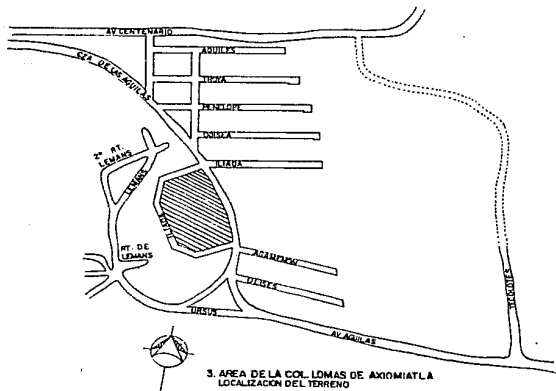 AV CENTENARIO
AQUILES
CZA. DE LAS AGUILAS
TROYA
PENELOPE
ODISEA
2ª RT. LEMANS
LEMANS
ILIADA
RT. DE LEMANS
AGAMENON
ULISES
TECOLOTES
URSUS
AV AGUILAS
3. AREA DE LA COL. LOMAS DE AXIOMIATLA
LOCALIZACION DEL TERRENO